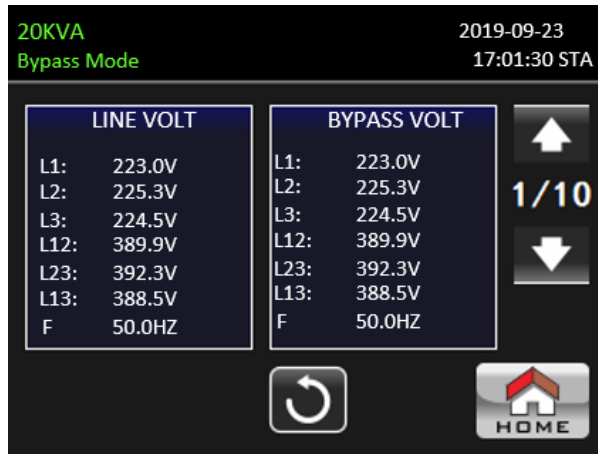 20KVA
2019-09-23
Bypass Mode
17:01:30 STA
LINE VOLT
L1: 223.0V
L2: 225.3V
L3: 224.5V
L12: 389.9V
L23: 392.3V
L13: 388.5V
F 50.0HZ
BYPASS VOLT
L1: 223.0V
L2: 225.3V
L3: 224.5V
L12: 389.9V
L23: 392.3V
L13: 388.5V
F 50.0HZ
1/10
HOME